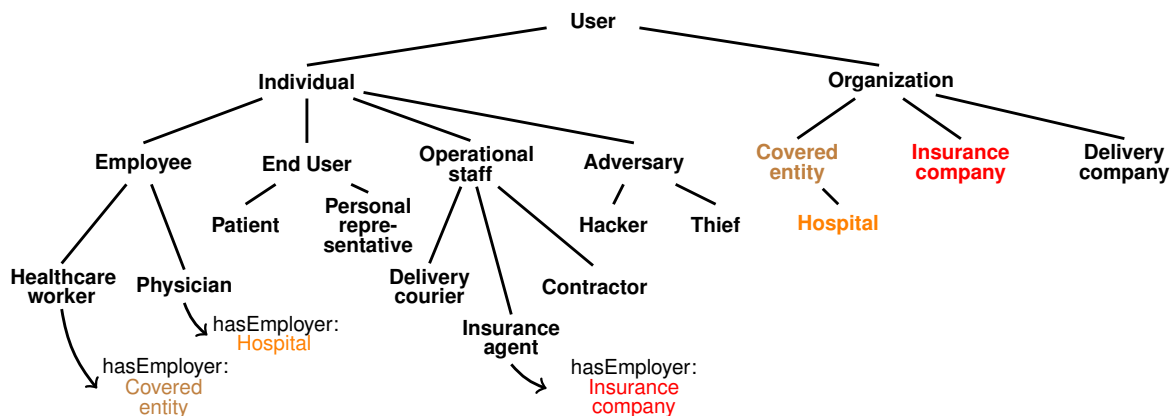 User
Individual
Organization
Employee
End User
Operational
staff
Adversary
Covered
entity
Insurance
company
Delivery
company
Patient
Personal
repre-
sentative
Hacker
Thief
Hospital
Healthcare
worker
Physician
Delivery
courier
Contractor
hasEmployer:
Hospital
Insurance
agent
hasEmployer:
Covered
entity
hasEmployer:
Insurance
company